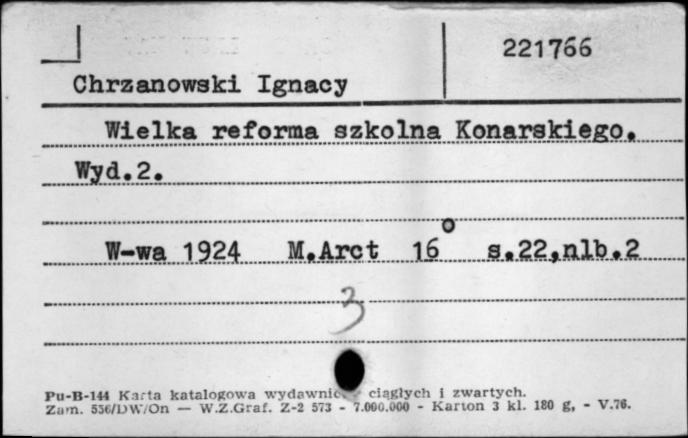 221766
Chrzanowski Ignacy
Wielka reforma szkolna Konarskiego.
Wyd.2.
W-wa 1924 M.Arct 16° s.22,nlb.2
3
Pu-B-144 Karta katalogowa ciągłych i zwartych.
Zam. 556/DW/On — W.Z.Graf. Z-2 573 - 7.000.000 - Karton 3 kl. 180 g, - V.76.